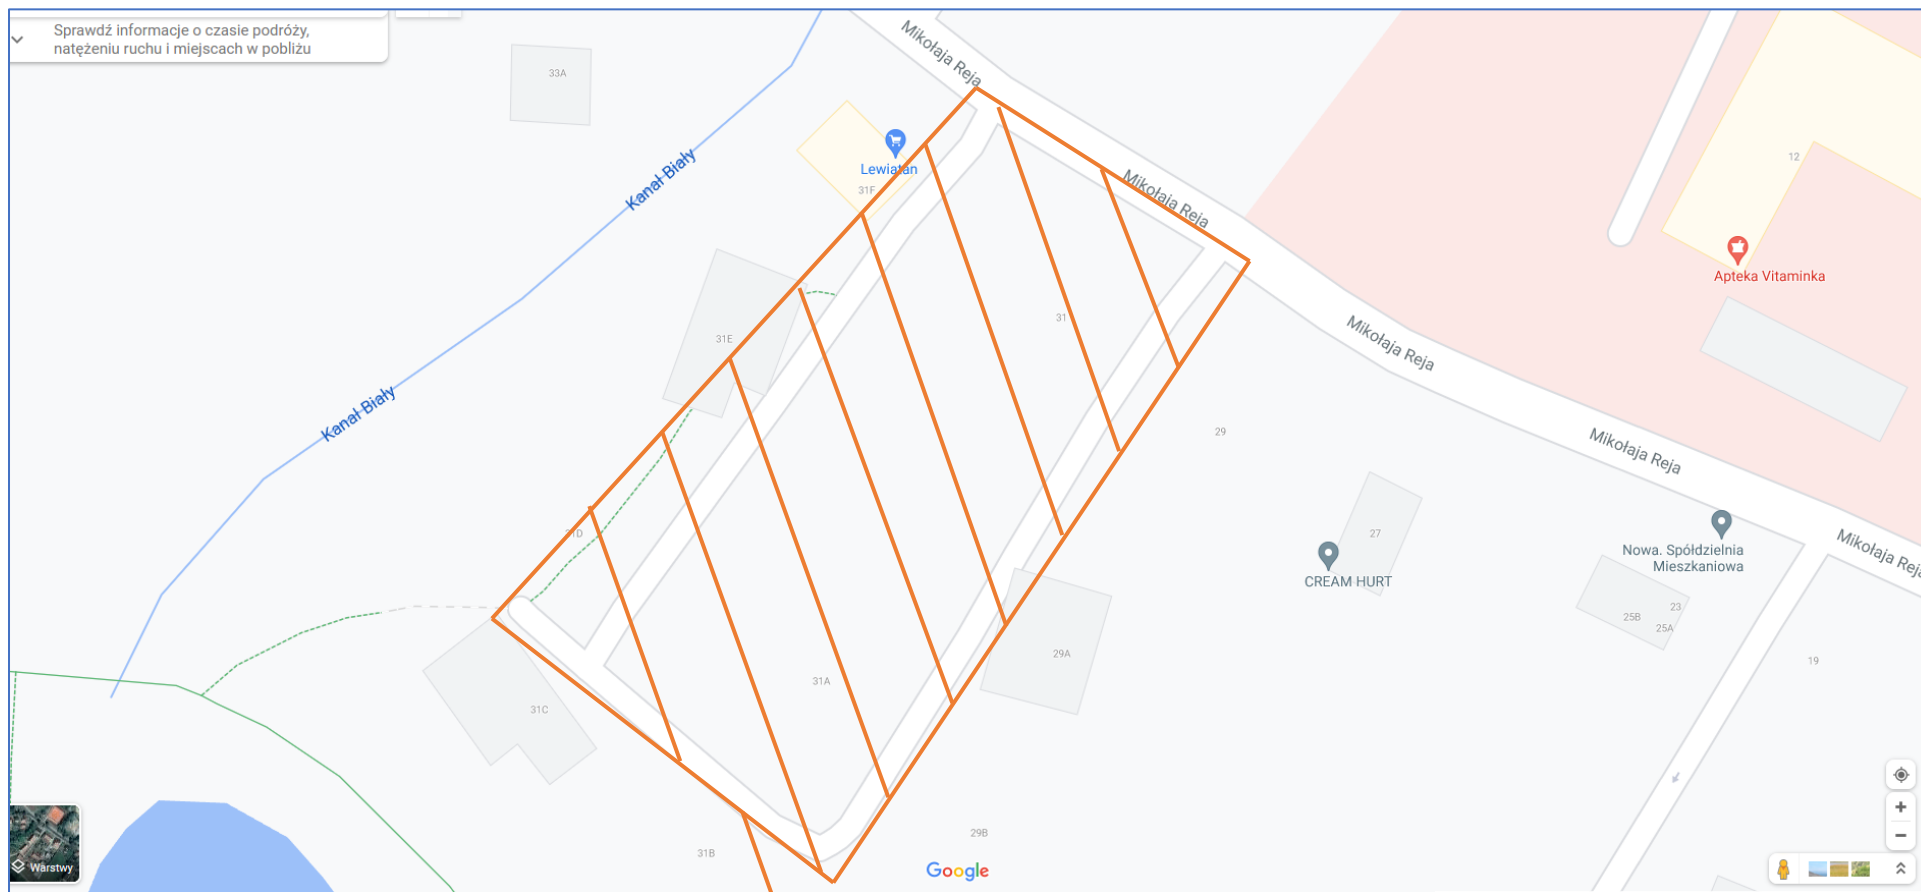 Sprawdź informacje o czasie podróży,
natężeniu ruchu i miejscach w pobliżu
Mikołaja Reja
33A
Kanał Biały
Lewiatan
31F
12
Mikołaja Reja
Apteka Vitaminka
31
31E
Mikołaja Reja
Kanał Biały
29
Mikołaja Reja
31D
27
CREAM HURT
Nowa. Spółdzielnia
Mieszkaniowa
Mikołaja Reja
23
25B
25A
29A
19
31A
31C
29B
31B
Warstwy
Google